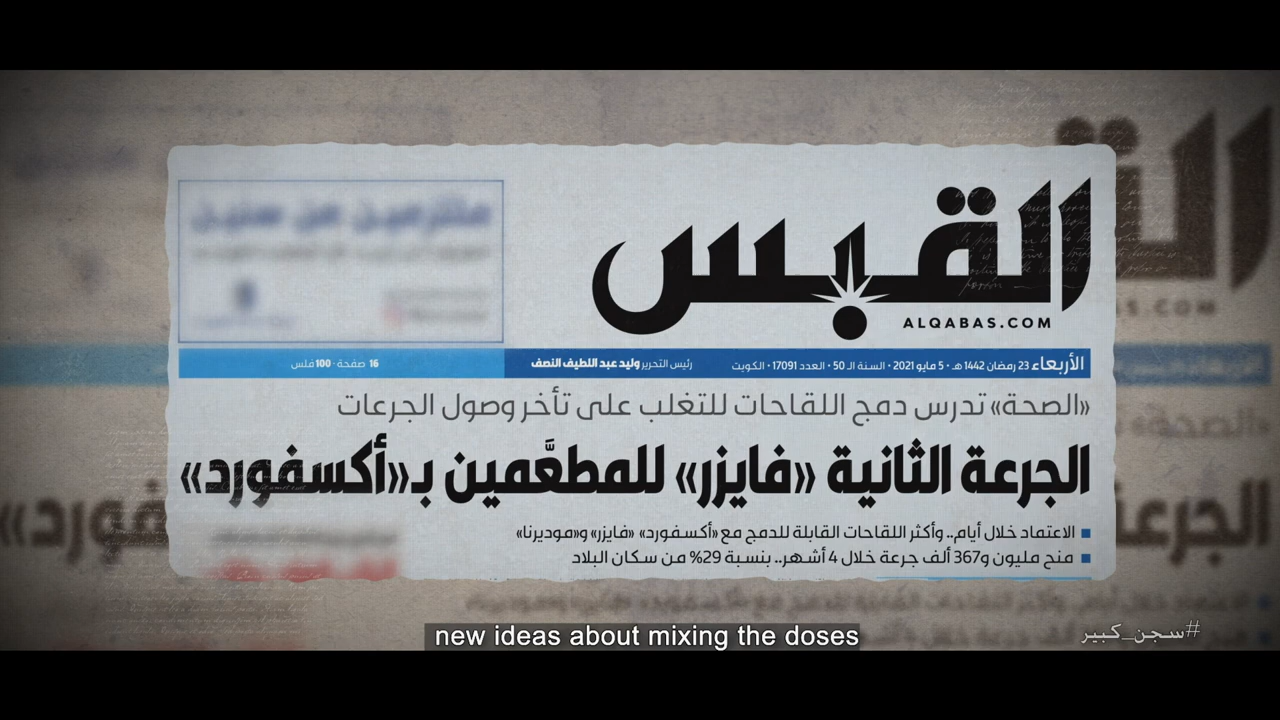 القبس
ALQABAS.COM
الأربعاء 23 رمضان 1442 هـ • 5 مايو 2021 • السنة الـ 50 • العدد 17091 • الكويت
رئيس التحرير وليد عبد اللطيف النصف
16 صفحة • 100 فلس
«الصحة» تدرس دمج اللقاحات للتغلب على تأخر وصول الجرعات
الجرعة الثانية «فايزر» للمطعَّمين بـ«أكسفورد»
الاعتماد خلال أيام.. وأكثر اللقاحات القابلة للدمج مع «أكسفورد» «فايزر» و«موديرنا»
منح مليون و367 ألف جرعة خلال 4 أشهر.. بنسبة 29% من سكان البلاد
new ideas about mixing the doses
#سجن_كبير